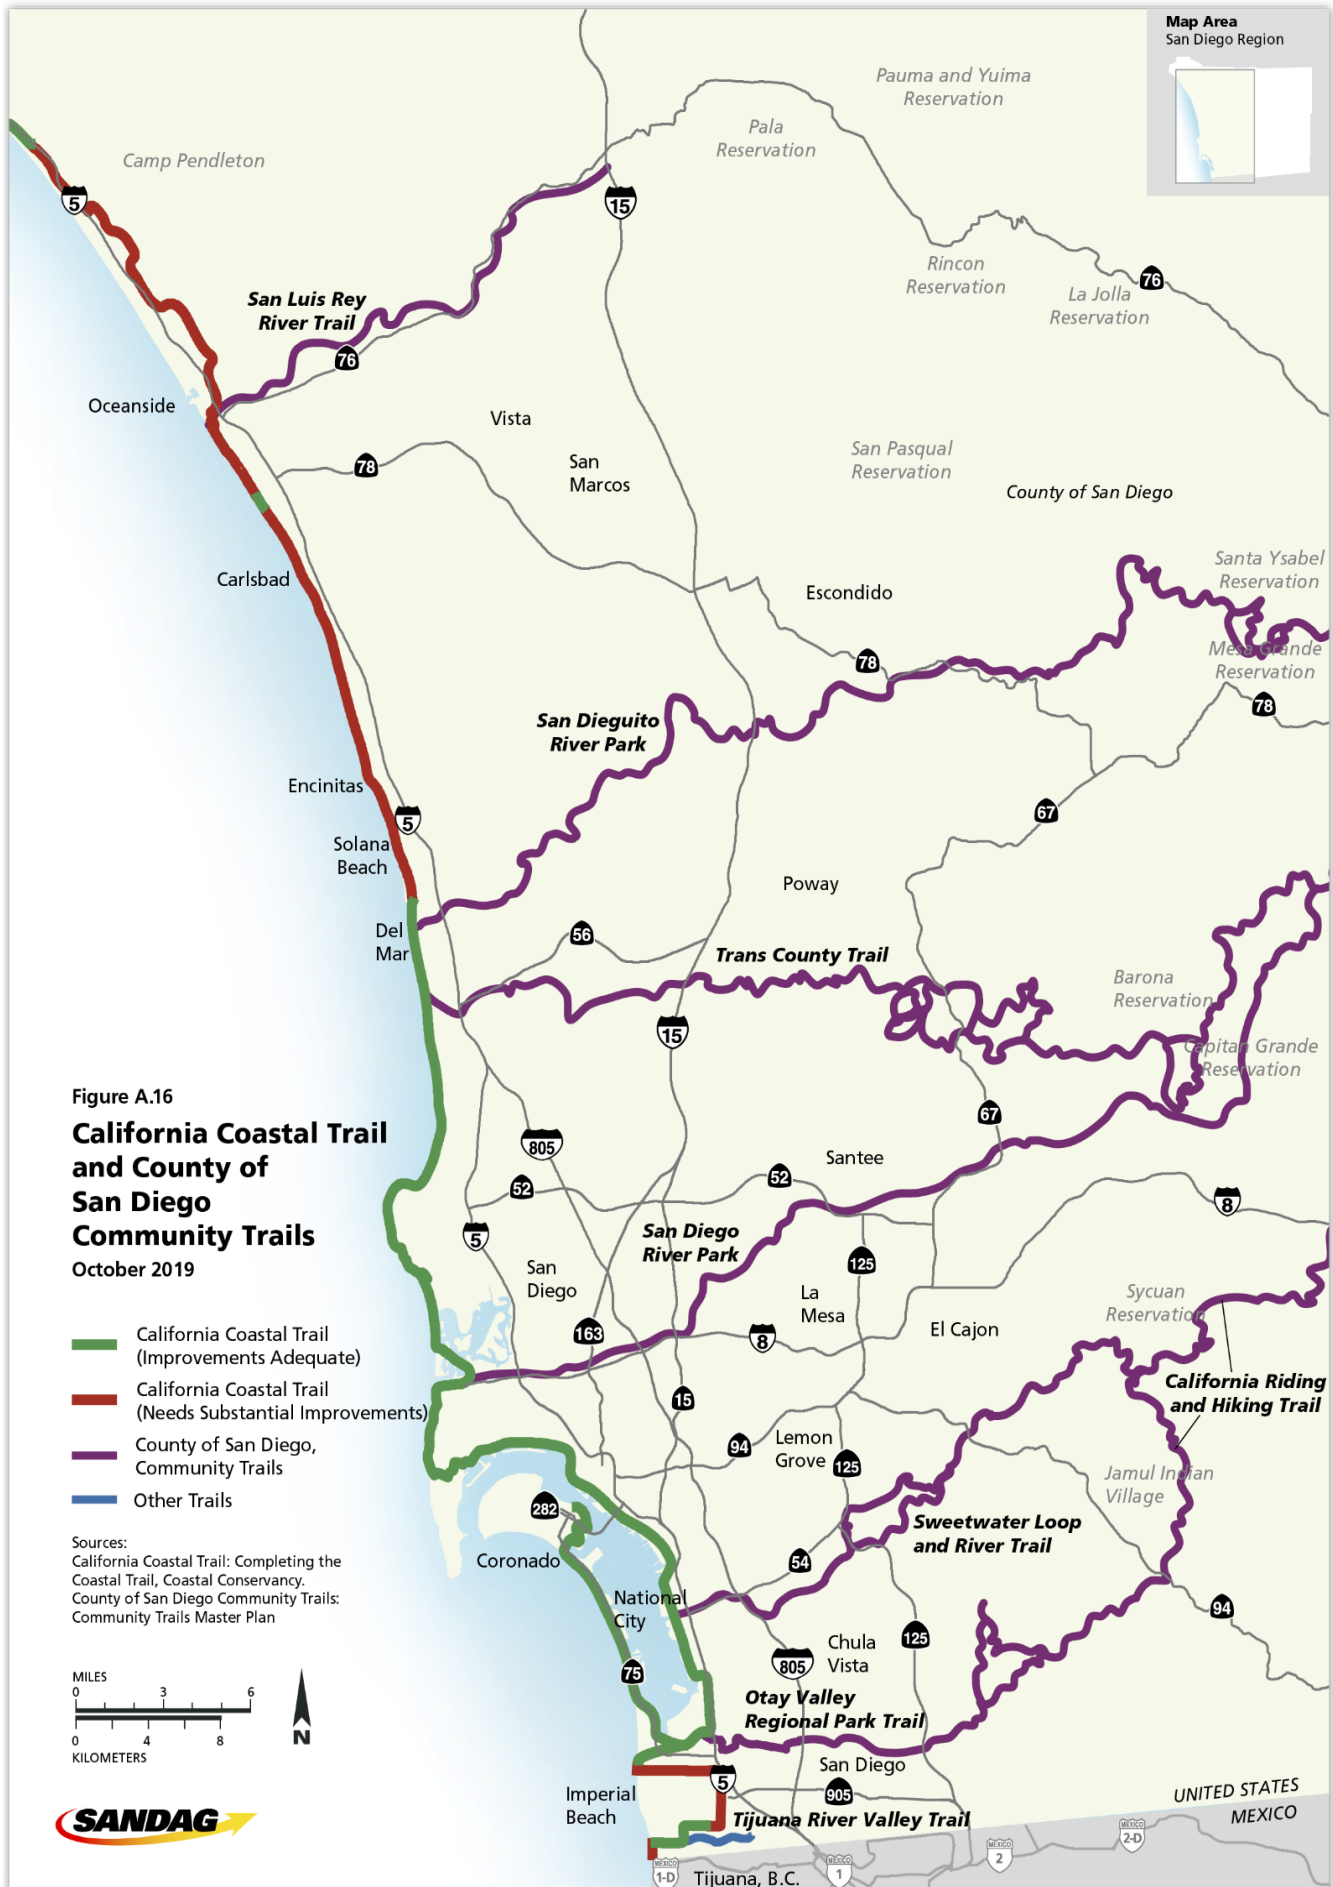 Map Area
San Diego Region
Pauma and Yuima
Reservation
Pala
Reservation
Camp Pendleton
5
15
Rincon
Reservation
76
La Jolla
Reservation
San Luis Rey
River Trail
76
Oceanside
Vista
78
San
Marcos
San Pasqual
Reservation
County of San Diego
Carlsbad
Escondido
Santa Ysabel
Reservation
78
Mesa Grande
Reservation
78
San Dieguito
River Park
Encinitas
5
67
Solana
Beach
Poway
Del
Mar
56
Trans County Trail
Barona
Reservation
15
Capitan Grande
Reservation
67
Figure A.16
California Coastal Trail
and County of
San Diego
Community Trails
October 2019
805
52
52
Santee
8
5
San Diego
River Park
125
San
Diego
La
Mesa
Sycuan
Reservation
163
8
El Cajon
California Coastal Trail
(Improvements Adequate)
California Coastal Trail
(Needs Substantial Improvements)
County of San Diego,
Community Trails
Other Trails
California Riding
and Hiking Trail
15
94
Lemon
Grove
125
Jamul Indian
Village
282
Coronado
Sweetwater Loop
and River Trail
54
Sources:
California Coastal Trail: Completing the
Coastal Trail, Coastal Conservancy.
County of San Diego Community Trails:
Community Trails Master Plan
National
City
94
125
Chula
Vista
805
75
MILES
0 3 6
0 4 8
KILOMETERS
N
Otay Valley
Regional Park Trail
San Diego
5
905
Imperial
Beach
Tijuana River Valley Trail
UNITED STATES
MEXICO
SANDAG
MEXICO
2-D
MEXICO
2
MEXICO
1
MEXICO
1-D
Tijuana, B.C.